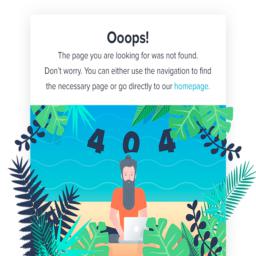 Ooops!
The page you are looking for was not found.
Don't worry. You can either use the navigation to find
the necessary page or go directly to our homepage.
404